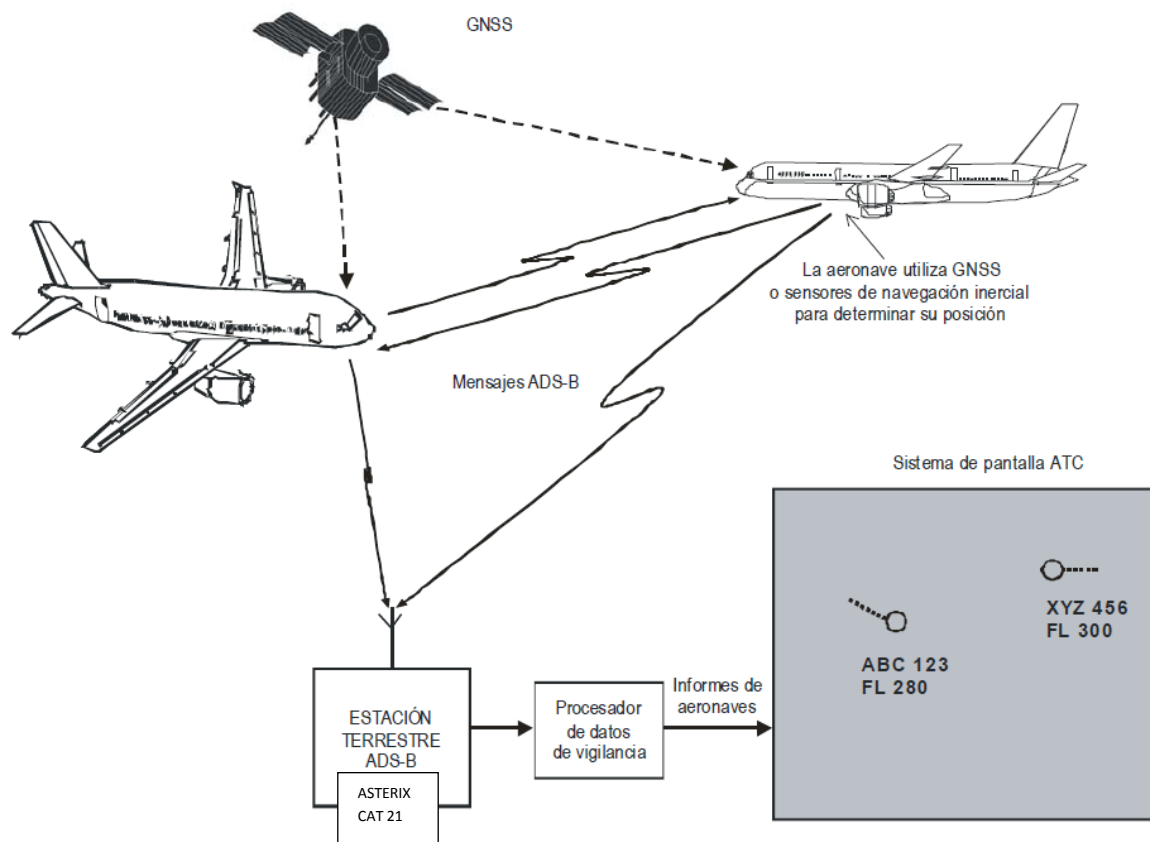 GNSS
La aeronave utiliza GNSS
o sensores de navegación inercial
para determinar su posición
Mensajes ADS-B
Sistema de pantalla ATC
XYZ 456
FL 300
ABC 123
FL 280
ESTACIÓN
TERRESTRE
ADS-B
ASTERIX
CAT 21
Procesador
de datos
de vigilancia
Informes de
aeronaves